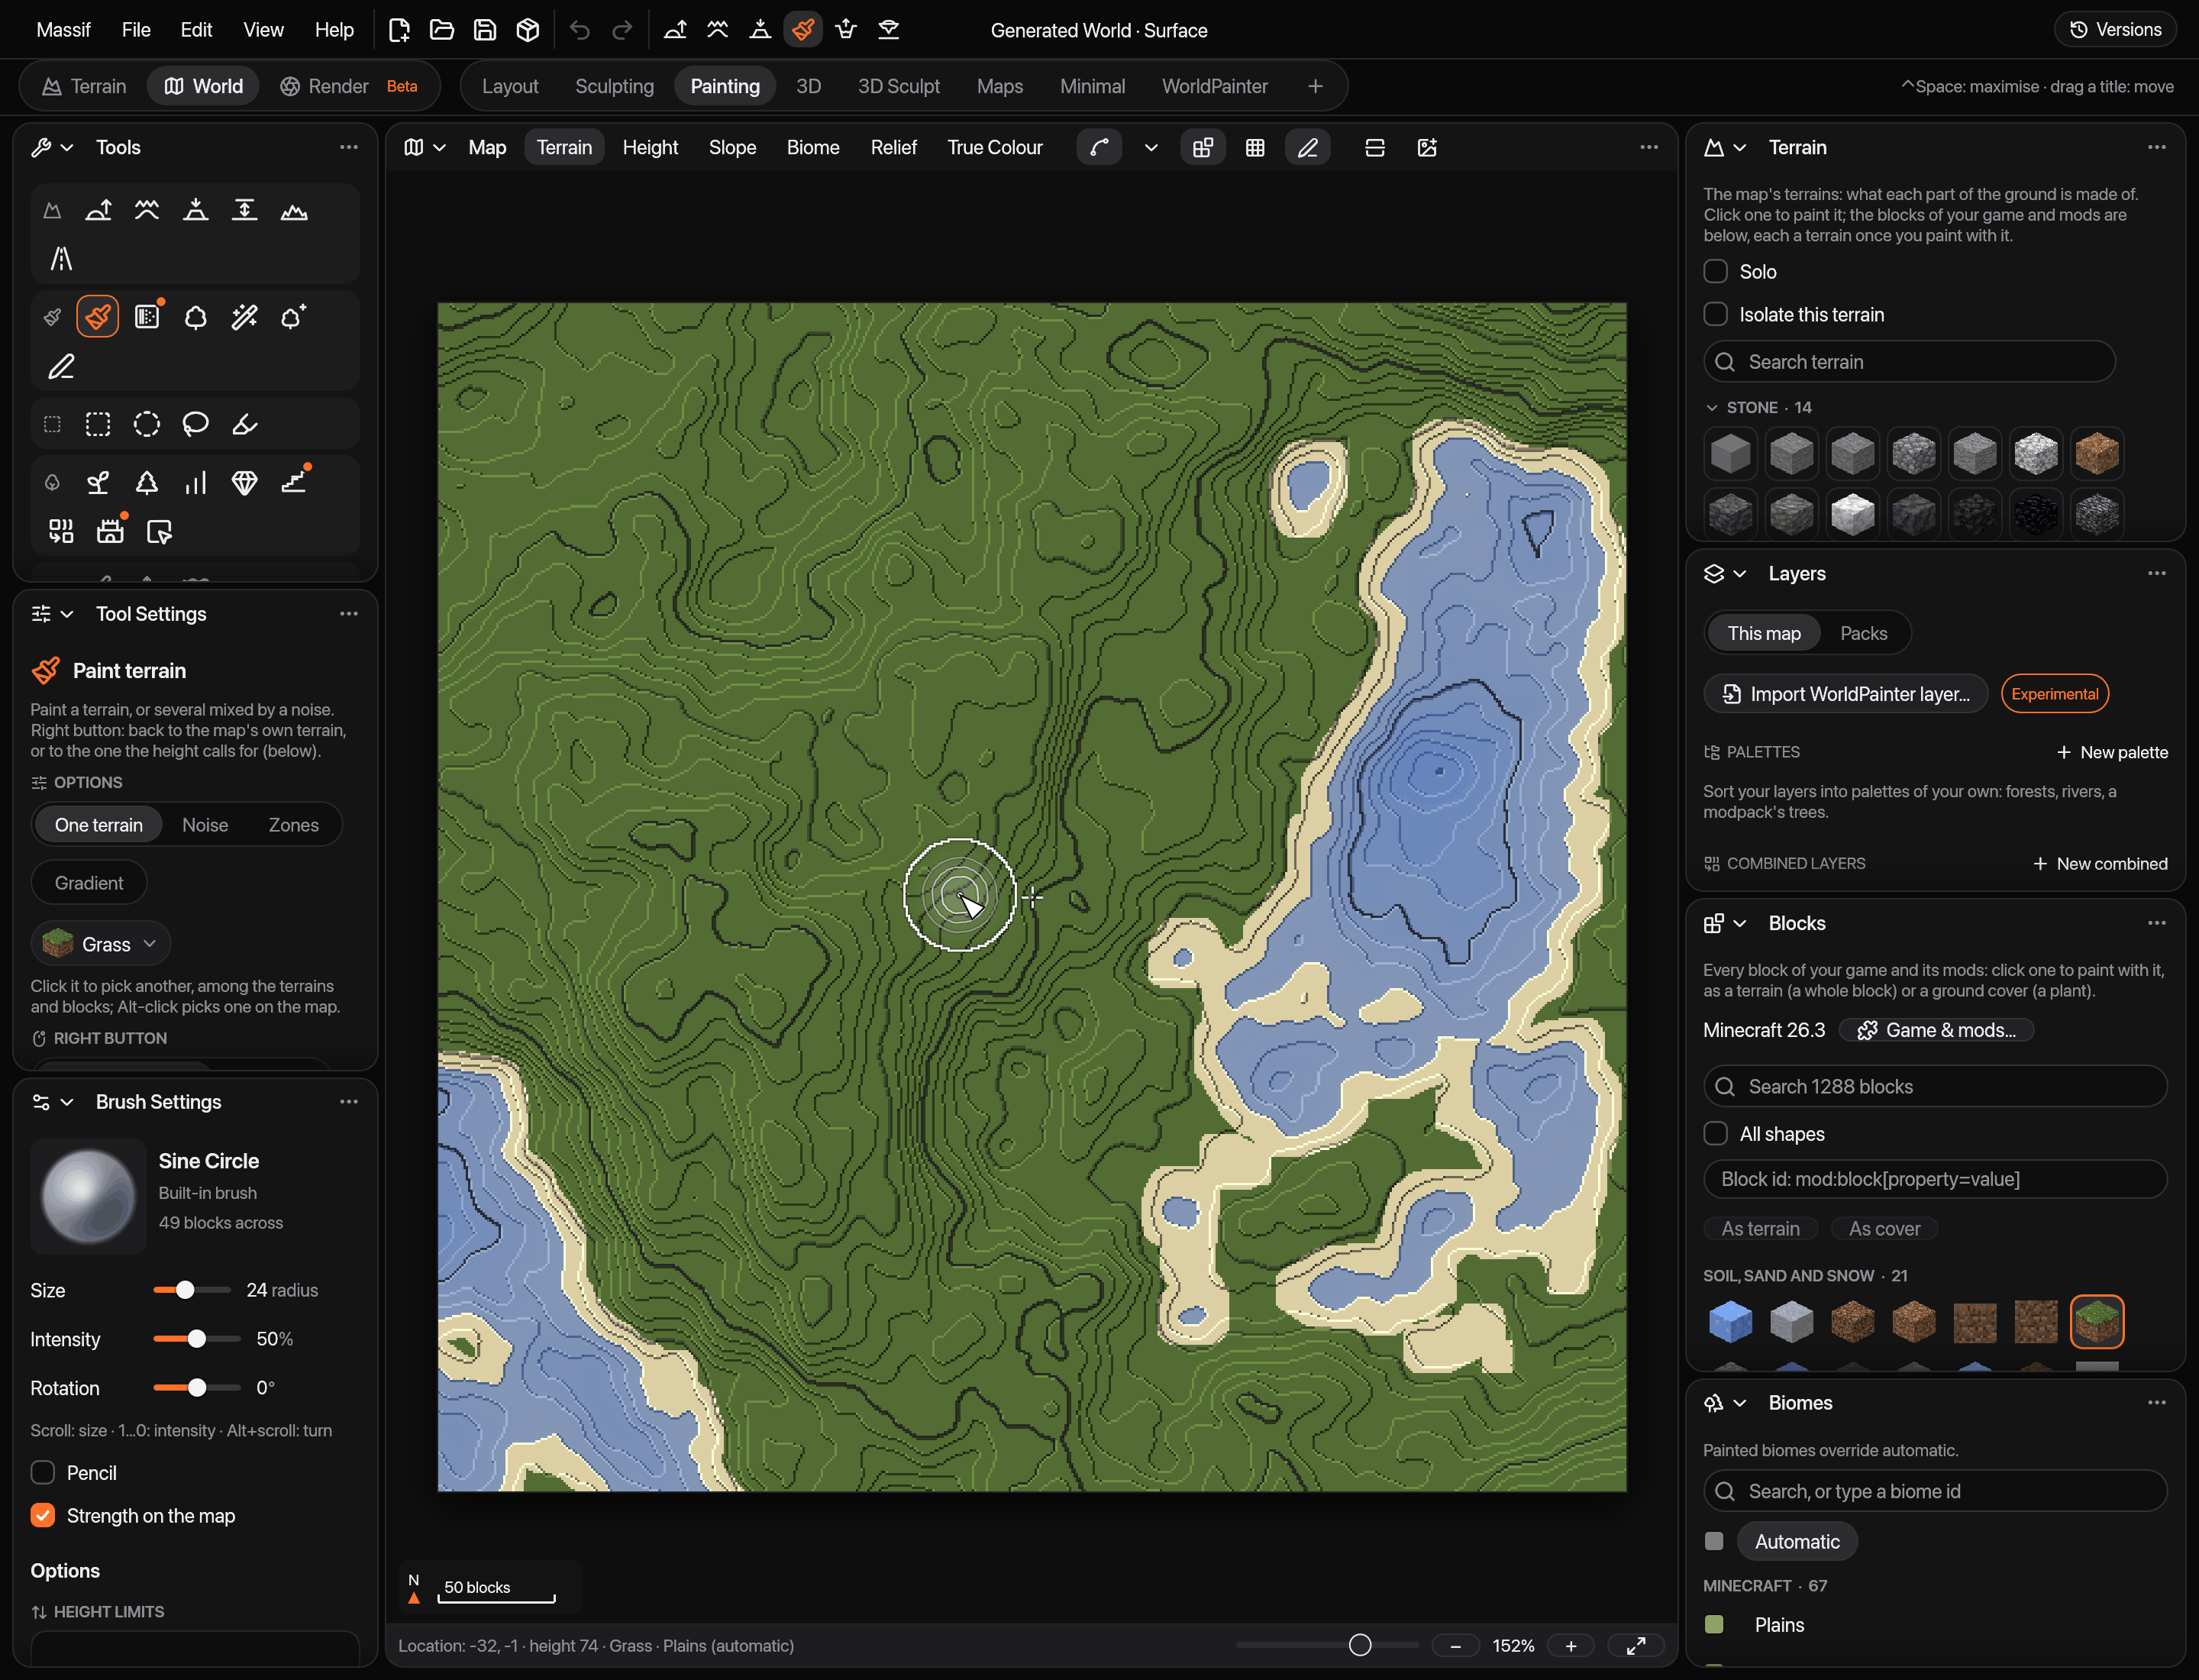 Massif File Edit View Help
Generated World · Surface
Versions
Terrain World Render Beta
Layout Sculpting Painting 3D 3D Sculpt Maps Minimal WorldPainter +
^Space: maximise · drag a title: move
Tools
Tool Settings
Paint terrain
Paint a terrain, or several mixed by a noise.
Right button: back to the map's own terrain,
or to the one the height calls for (below).
OPTIONS
One terrain Noise Zones
Gradient
Grass
Click it to pick another, among the terrains
and blocks; Alt-click picks one on the map.
RIGHT BUTTON
Brush Settings
Sine Circle
Built-in brush
49 blocks across
Size 24 radius
Intensity 50%
Rotation 0°
Scroll: size · 1...0: intensity · Alt+scroll: turn
Pencil
Strength on the map
Options
HEIGHT LIMITS
Map Terrain Height Slope Biome Relief True Colour
N
50 blocks
Location: -32, -1 · height 74 · Grass · Plains (automatic)
− 152% +
Terrain
The map's terrains: what each part of the ground is made of.
Click one to paint it; the blocks of your game and mods are
below, each a terrain once you paint with it.
Solo
Isolate this terrain
Search terrain
STONE · 14
Layers
This map Packs
Import WorldPainter layer... Experimental
PALETTES + New palette
Sort your layers into palettes of your own: forests, rivers, a
modpack's trees.
COMBINED LAYERS + New combined
Blocks
Every block of your game and its mods: click one to paint with it,
as a terrain (a whole block) or a ground cover (a plant).
Minecraft 26.3 Game & mods...
Search 1288 blocks
All shapes
Block id: mod:block[property=value]
As terrain As cover
SOIL, SAND AND SNOW · 21
Biomes
Painted biomes override automatic.
Search, or type a biome id
Automatic
MINECRAFT · 67
Plains